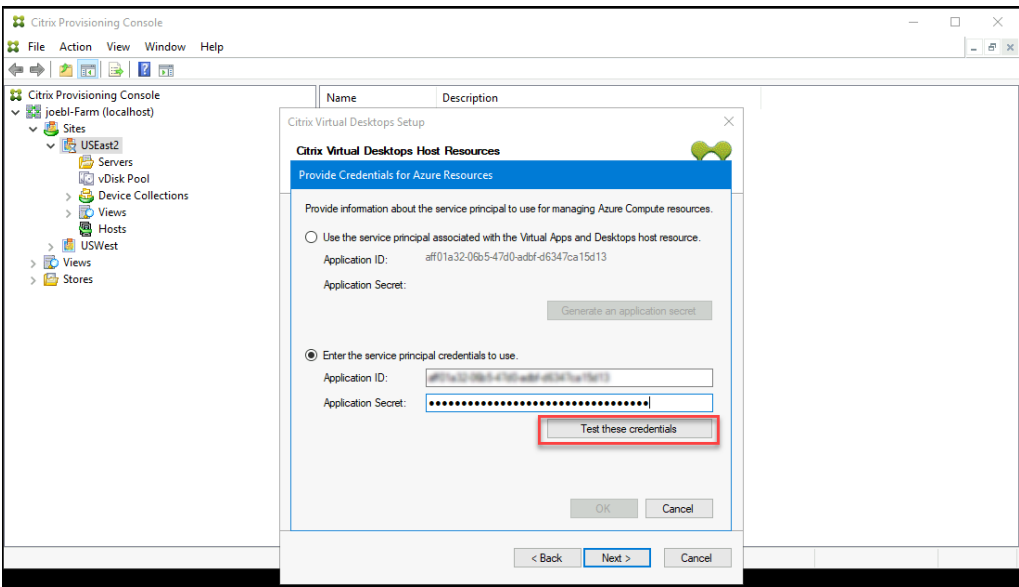 Citrix Provisioning Console
File Action View Window Help
Citrix Provisioning Console
joebl-Farm (localhost)
Sites
USEast2
Servers
vDisk Pool
Device Collections
Views
Hosts
USWest
Views
Stores
Name Description
Citrix Virtual Desktops Setup
Citrix Virtual Desktops Host Resources
Provide Credentials for Azure Resources
Provide information about the service principal to use for managing Azure Compute resources.
Use the service principal associated with the Virtual Apps and Desktops host resource.
Application ID: aff01a32-06b5-47d0-adbf-d6347ca15d13
Application Secret:
Generate an application secret
Enter the service principal credentials to use.
Application ID:
Application Secret:
Test these credentials
OK Cancel
< Back Next > Cancel